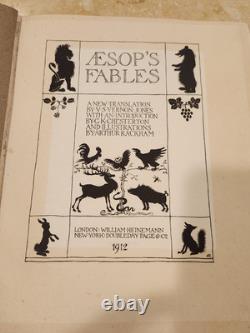 ÆSOP'S
FABLES
A NEW TRANSLATION
BY V. S. VERNON JONES
WITH AN INTRODUCTION
BY G. K. CHESTERTON
AND ILLUSTRATIONS
BY ARTHUR RACKHAM
LONDON: WILLIAM HEINEMANN
NEW YORK: DOUBLEDAY PAGE & Co
1912